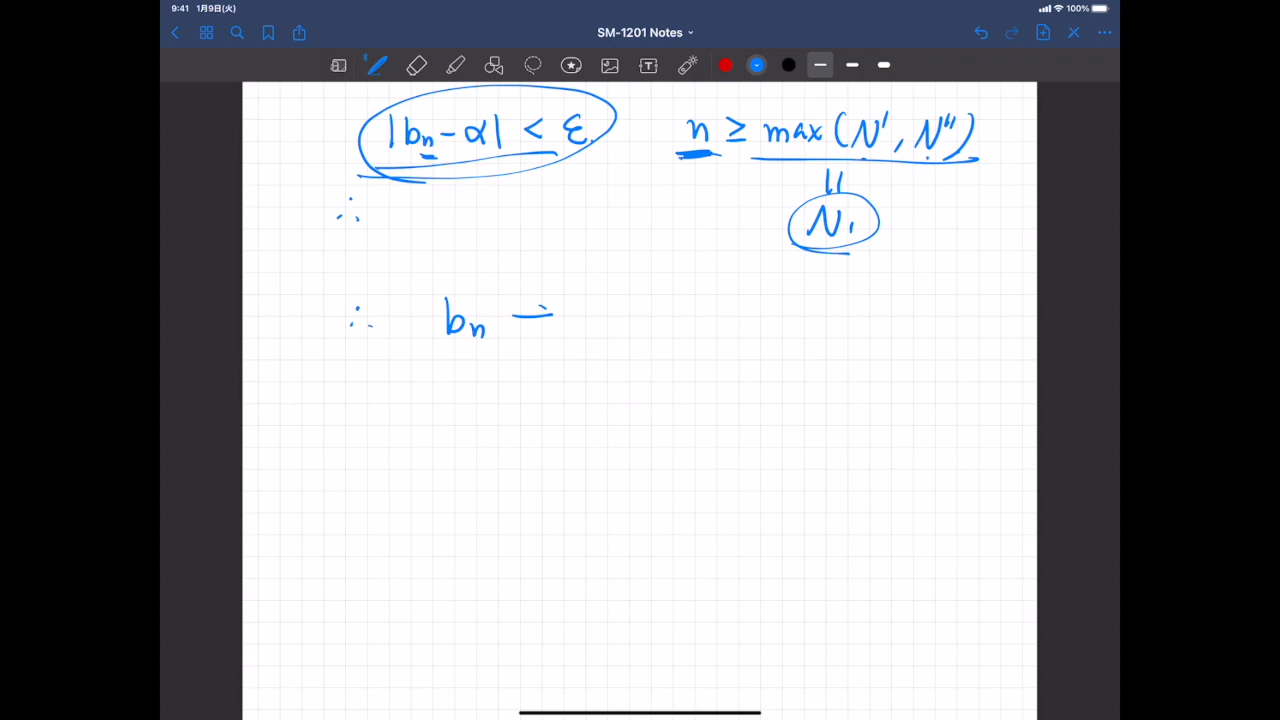 9:41 1月9日(火) 100%
SM-1201 Notes
|bn - α| < ε. n ≥ max (N', N'')
∴ N₁
∴ bn